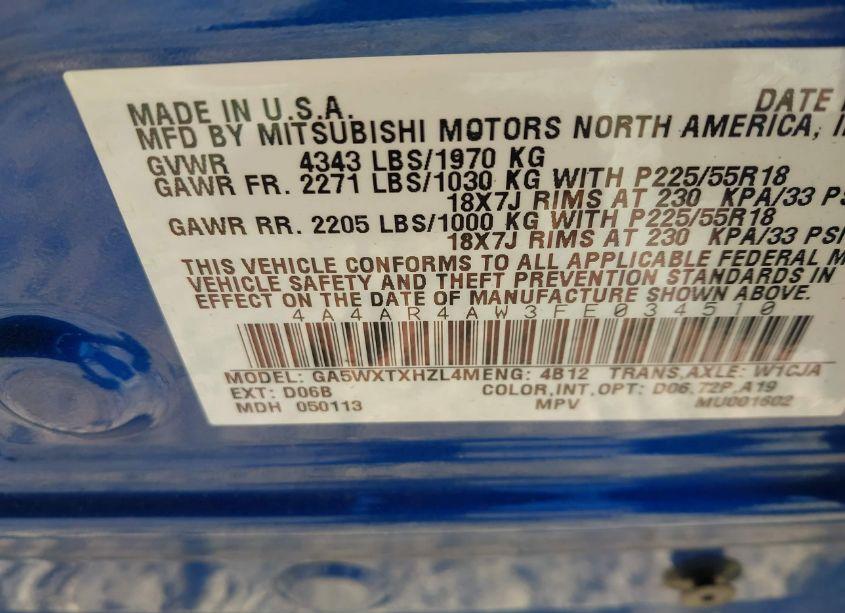 MADE IN U.S.A. DATE
MFD BY MITSUBISHI MOTORS NORTH AMERICA,
GVWR 4343 LBS/1970 KG
GAWR FR. 2271 LBS/1030 KG WITH P225/55R18
18X7J RIMS AT 230 KPA/33 PS
GAWR RR. 2205 LBS/1000 KG WITH P225/55R18
18X7J RIMS AT 230 KPA/33 PSI
THIS VEHICLE CONFORMS TO ALL APPLICABLE FEDERAL M
VEHICLE SAFETY AND THEFT PREVENTION STANDARDS IN
EFFECT ON THE DATE OF MANUFACTURE SHOWN ABOVE.
4A4AR4AW3FE034510
MODEL: GA5WXTXHZL4M ENG: 4B12 TRANS,AXLE: W1CJA
EXT: D06B COLOR,INT,OPT: D06,72P,A19
MDH 050113 MPV MU001602